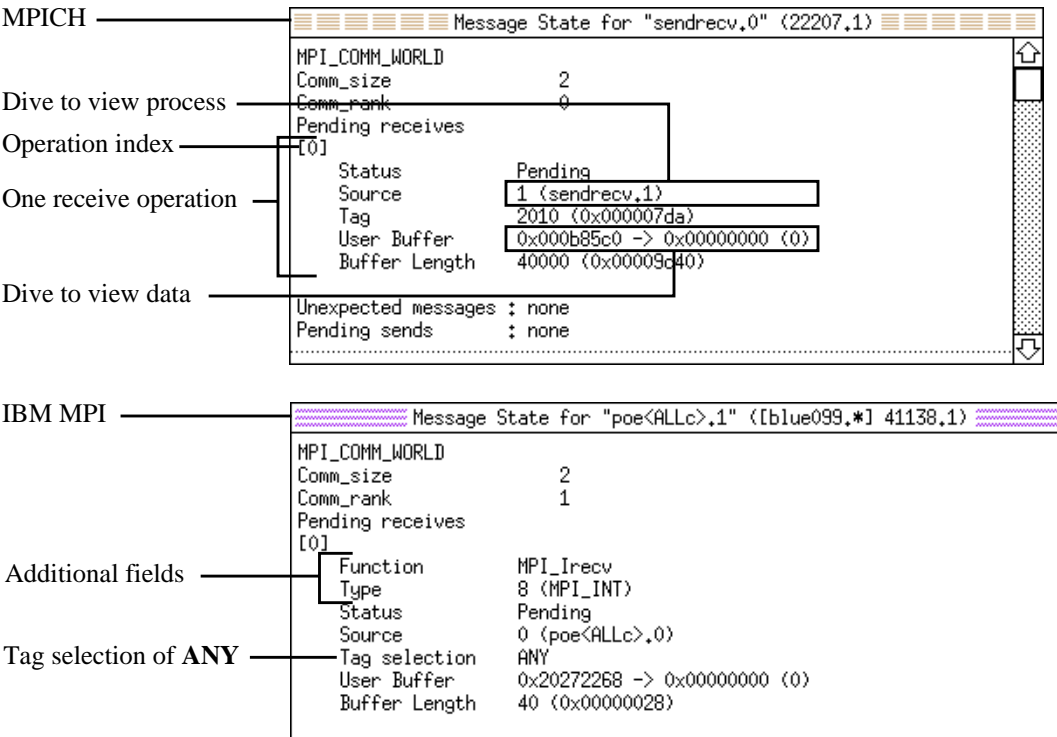 MPICH
Message State for "sendrecv.0" (22207.1)
MPI_COMM_WORLD
Comm_size 2
Dive to view process
Comm_rank 0
Pending receives
Operation index
[0]
Status Pending
One receive operation
Source 1 (sendrecv.1)
Tag 2010 (0x000007da)
User Buffer 0x000b85c0 -> 0x00000000 (0)
Buffer Length 40000 (0x00009c40)
Dive to view data
Unexpected messages : none
Pending sends : none
IBM MPI
Message State for "poe<ALLc>.1" ([blue099.*] 41138.1)
MPI_COMM_WORLD
Comm_size 2
Comm_rank 1
Pending receives
[0]
Additional fields
Function MPI_Irecv
Type 8 (MPI_INT)
Status Pending
Source 0 (poe<ALLc>.0)
Tag selection of ANY
Tag selection ANY
User Buffer 0x20272268 -> 0x00000000 (0)
Buffer Length 40 (0x00000028)